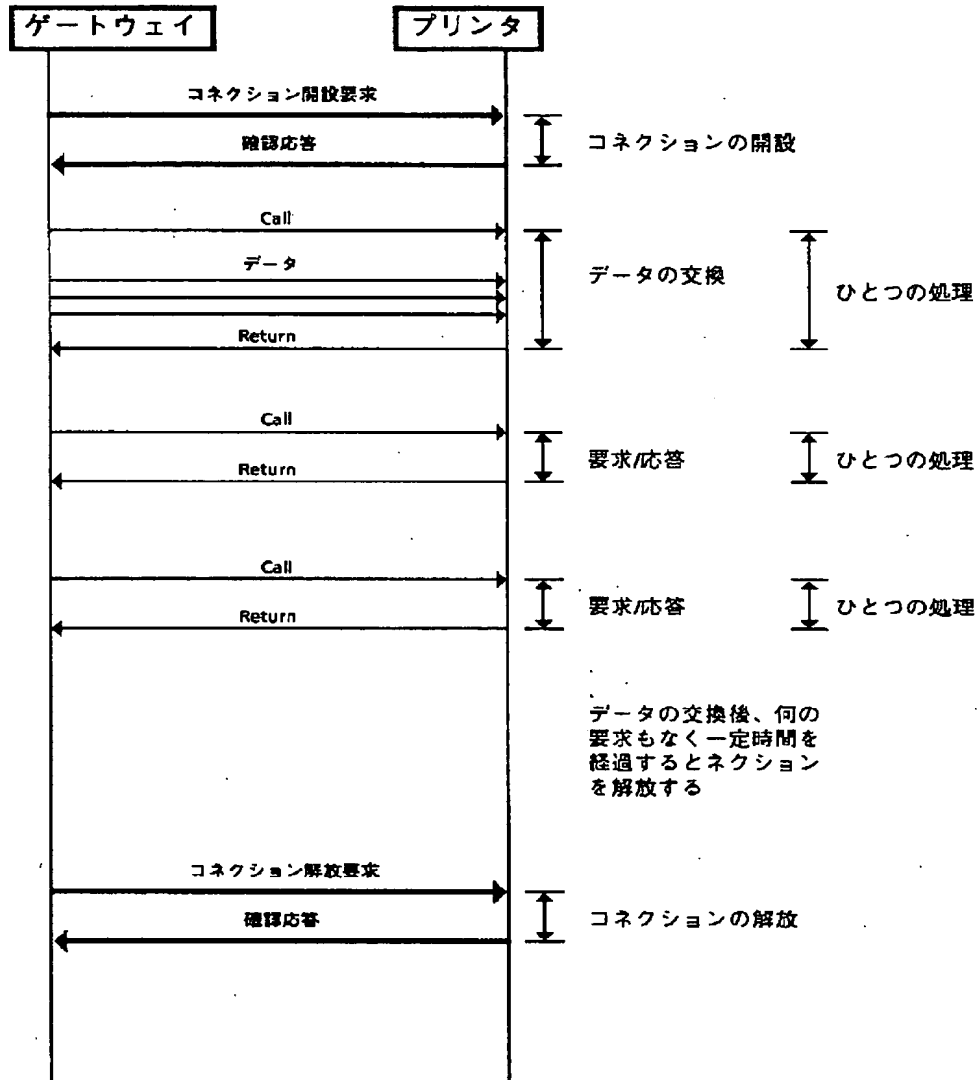 ゲートウェイ
プリンタ
コネクション開設要求
確認応答
コネクションの開設
Call
データ
データの交換
ひとつの処理
Return
Call
要求/応答
ひとつの処理
Return
Call
要求/応答
ひとつの処理
Return
データの交換後、何の
要求もなく一定時間を
経過するとネクション
を解放する
コネクション解放要求
確認応答
コネクションの解放